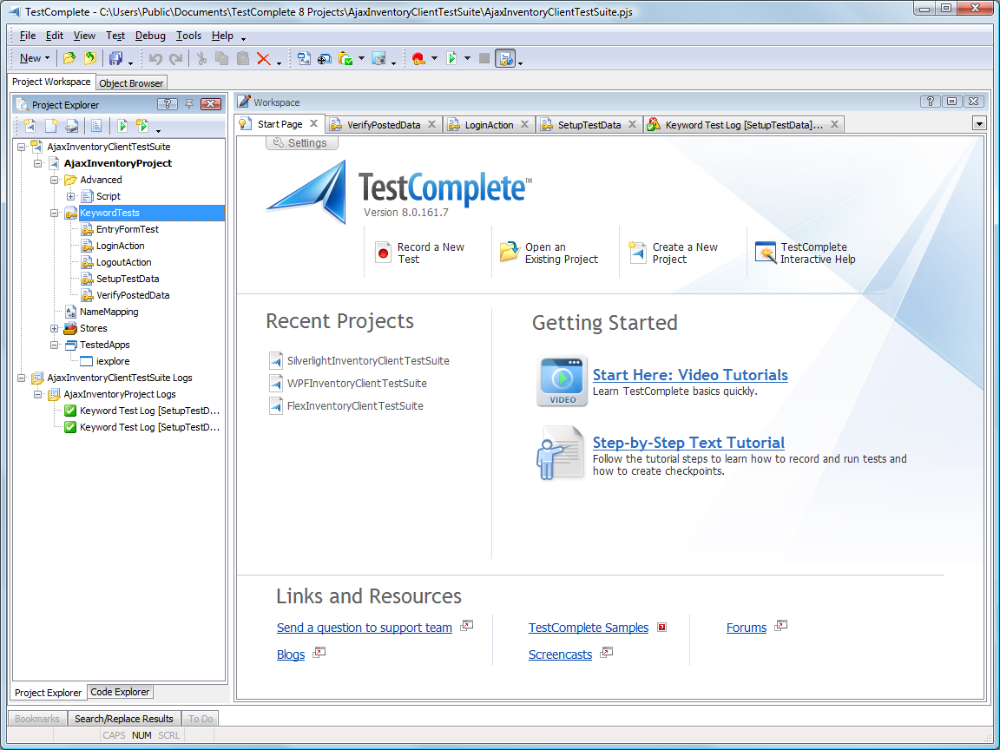 TestComplete - C:\Users\Public\Documents\TestComplete 8 Projects\AjaxInventoryClientTestSuite\AjaxInventoryClientTestSuite.pjs
File Edit View Test Debug Tools Help
New
Project Workspace Object Browser
Project Explorer
AjaxInventoryClientTestSuite
AjaxInventoryProject
Advanced
Script
KeywordTests
EntryFormTest
LoginAction
LogoutAction
SetupTestData
VerifyPostedData
NameMapping
Stores
TestedApps
iexplore
AjaxInventoryClientTestSuite Logs
AjaxInventoryProject Logs
Keyword Test Log [SetupTestD...
Keyword Test Log [SetupTestD...
Project Explorer Code Explorer
Workspace
Start Page VerifyPostedData LoginAction SetupTestData Keyword Test Log [SetupTestData]...
Settings
TestComplete™
Version 8.0.161.7
Record a New
Test
Open an
Existing Project
Create a New
Project
TestComplete
Interactive Help
Recent Projects
SilverlightInventoryClientTestSuite
WPFInventoryClientTestSuite
FlexInventoryClientTestSuite
Getting Started
VIDEO
Start Here: Video Tutorials
Learn TestComplete basics quickly.
Step-by-Step Text Tutorial
Follow the tutorial steps to learn how to record and run tests and
how to create checkpoints.
Links and Resources
Send a question to support team
Blogs
TestComplete Samples
Screencasts
Forums
Bookmarks Search/Replace Results To Do
CAPS NUM SCRL